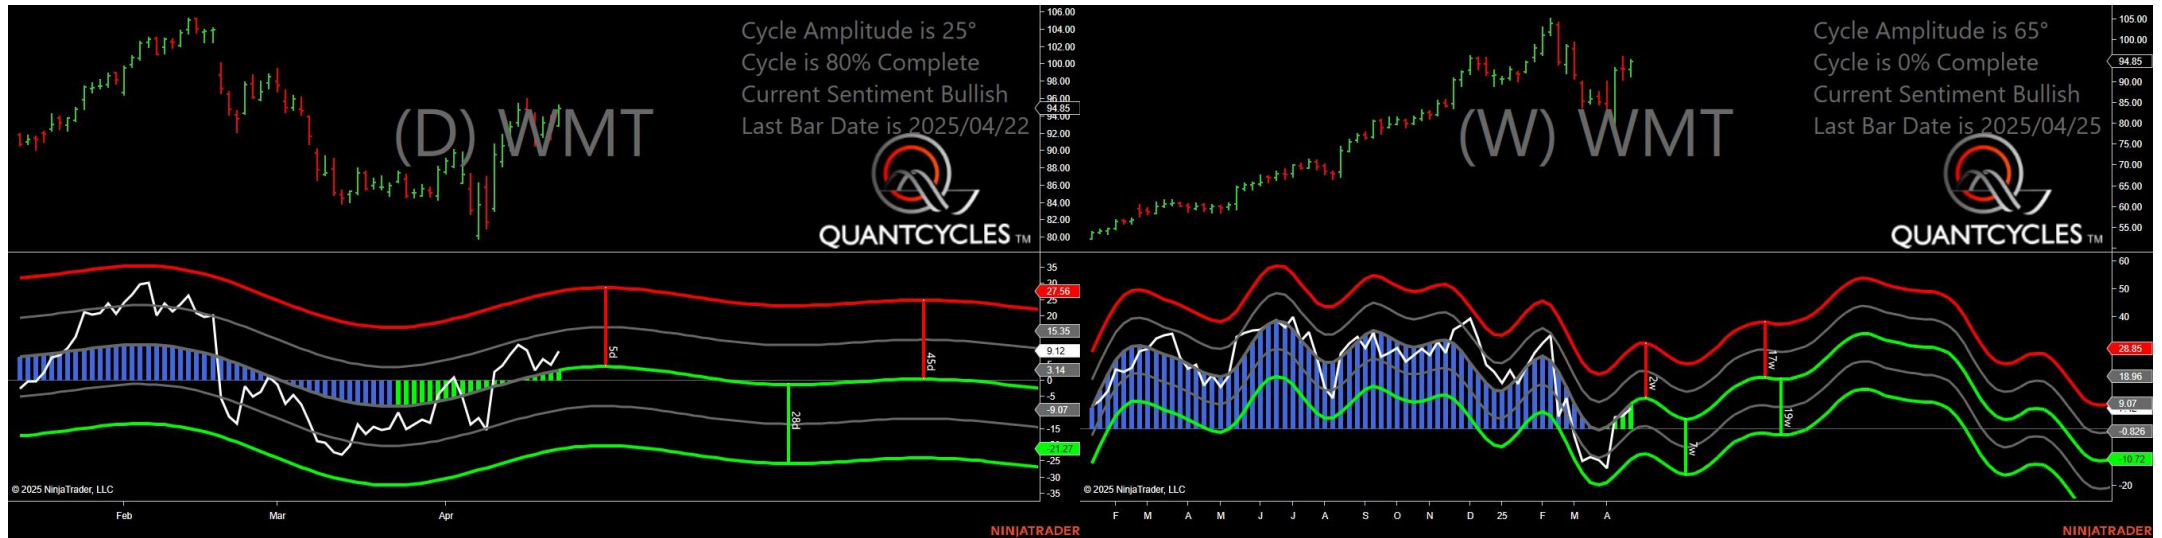 Cycle Amplitude is 25°
Cycle is 80% Complete
Current Sentiment Bullish
Last Bar Date is 2025/04/22
(D) WMT
QUANTCYCLES TM
106.00
104.00
102.00
100.00
98.00
96.00
94.85
94.00
92.00
90.00
88.00
86.00
84.00
82.00
80.00
35
27.56
25
20
15.35
9.12
3.14
0
-5
-9.07
-15
-21.27
-25
-30
-35
5d
28d
45d
© 2025 NinjaTrader, LLC
Feb Mar Apr
NINJATRADER
Cycle Amplitude is 65°
Cycle is 0% Complete
Current Sentiment Bullish
Last Bar Date is 2025/04/25
(W) WMT
QUANTCYCLES TM
105.00
100.00
94.85
90.00
85.00
80.00
75.00
70.00
65.00
60.00
55.00
60
50
40
28.85
18.96
9.07
-0.826
-10.72
-20
2w
7w
17w
19w
© 2025 NinjaTrader, LLC
F M A M J J A S O N D 25 F M A
NINJATRADER